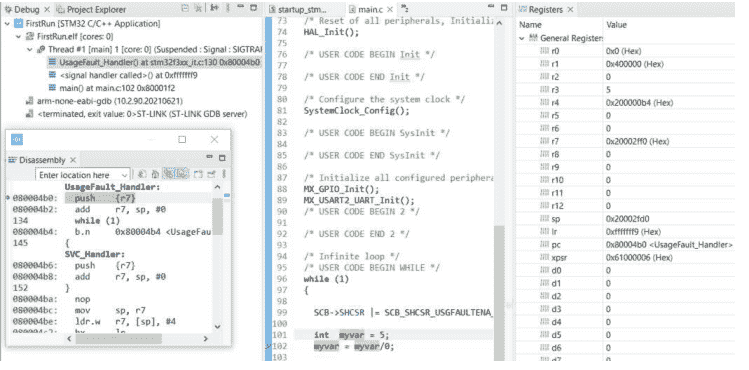 Debug
Project Explorer
FirstRun [STM32 C/C++ Application]
FirstRun.elf [cores: 0]
Thread #1 [main] 1 [core: 0] (Suspended : Signal : SIGTRAP
UsageFault_Handler() at stm32f3xx_it.c:130 0x80004b0
<signal handler called>() at 0xfffffff9
main() at main.c:102 0x80001f2
arm-none-eabi-gdb (10.2.90.20210621)
<terminated, exit value: 0>ST-LINK (ST-LINK GDB server)
Disassembly
Enter location here
UsageFault_Handler:
080004b0: push {r7}
080004b2: add r7, sp, #0
134 while (1)
080004b4: b.n 0x80004b4 <UsageFau
145 {
SVC_Handler:
080004b6: push {r7}
080004b8: add r7, sp, #0
152 }
080004ba: nop
080004bc: mov sp, r7
080004be: ldr.w r7, [sp], #4
startup_stm...
main.c
73 /* Reset of all peripherals, Initializ
74 HAL_Init();
75
76 /* USER CODE BEGIN Init */
77
78 /* USER CODE END Init */
79
80 /* Configure the system clock */
81 SystemClock_Config();
82
83 /* USER CODE BEGIN SysInit */
84
85 /* USER CODE END SysInit */
86
87 /* Initialize all configured periphera
88 MX_GPIO_Init();
89 MX_USART2_UART_Init();
90 /* USER CODE BEGIN 2 */
91
92 /* USER CODE END 2 */
93
94 /* Infinite loop */
95 /* USER CODE BEGIN WHILE */
96 while (1)
97 {
98
99 SCB->SHCSR |= SCB_SHCSR_USGFAULTENA_
100
101 int myvar = 5;
102 myvar = myvar/0;
103
Registers
Name Value
General Register
r0 0x0 (Hex)
r1 0x400000 (Hex)
r2 0
r3 5
r4 0x200000b4 (Hex)
r5 0
r6 0
r7 0x20002ff0 (Hex)
r8 0
r9 0
r10 0
r11 0
r12 0
sp 0x20002fd0
lr 0xfffffff9 (Hex)
pc 0x80004b0 <UsageFault_Handler>
xpsr 0x61000006 (Hex)
d0 0
d1 0
d2 0
d3 0
d4 0
d5 0
d6 0